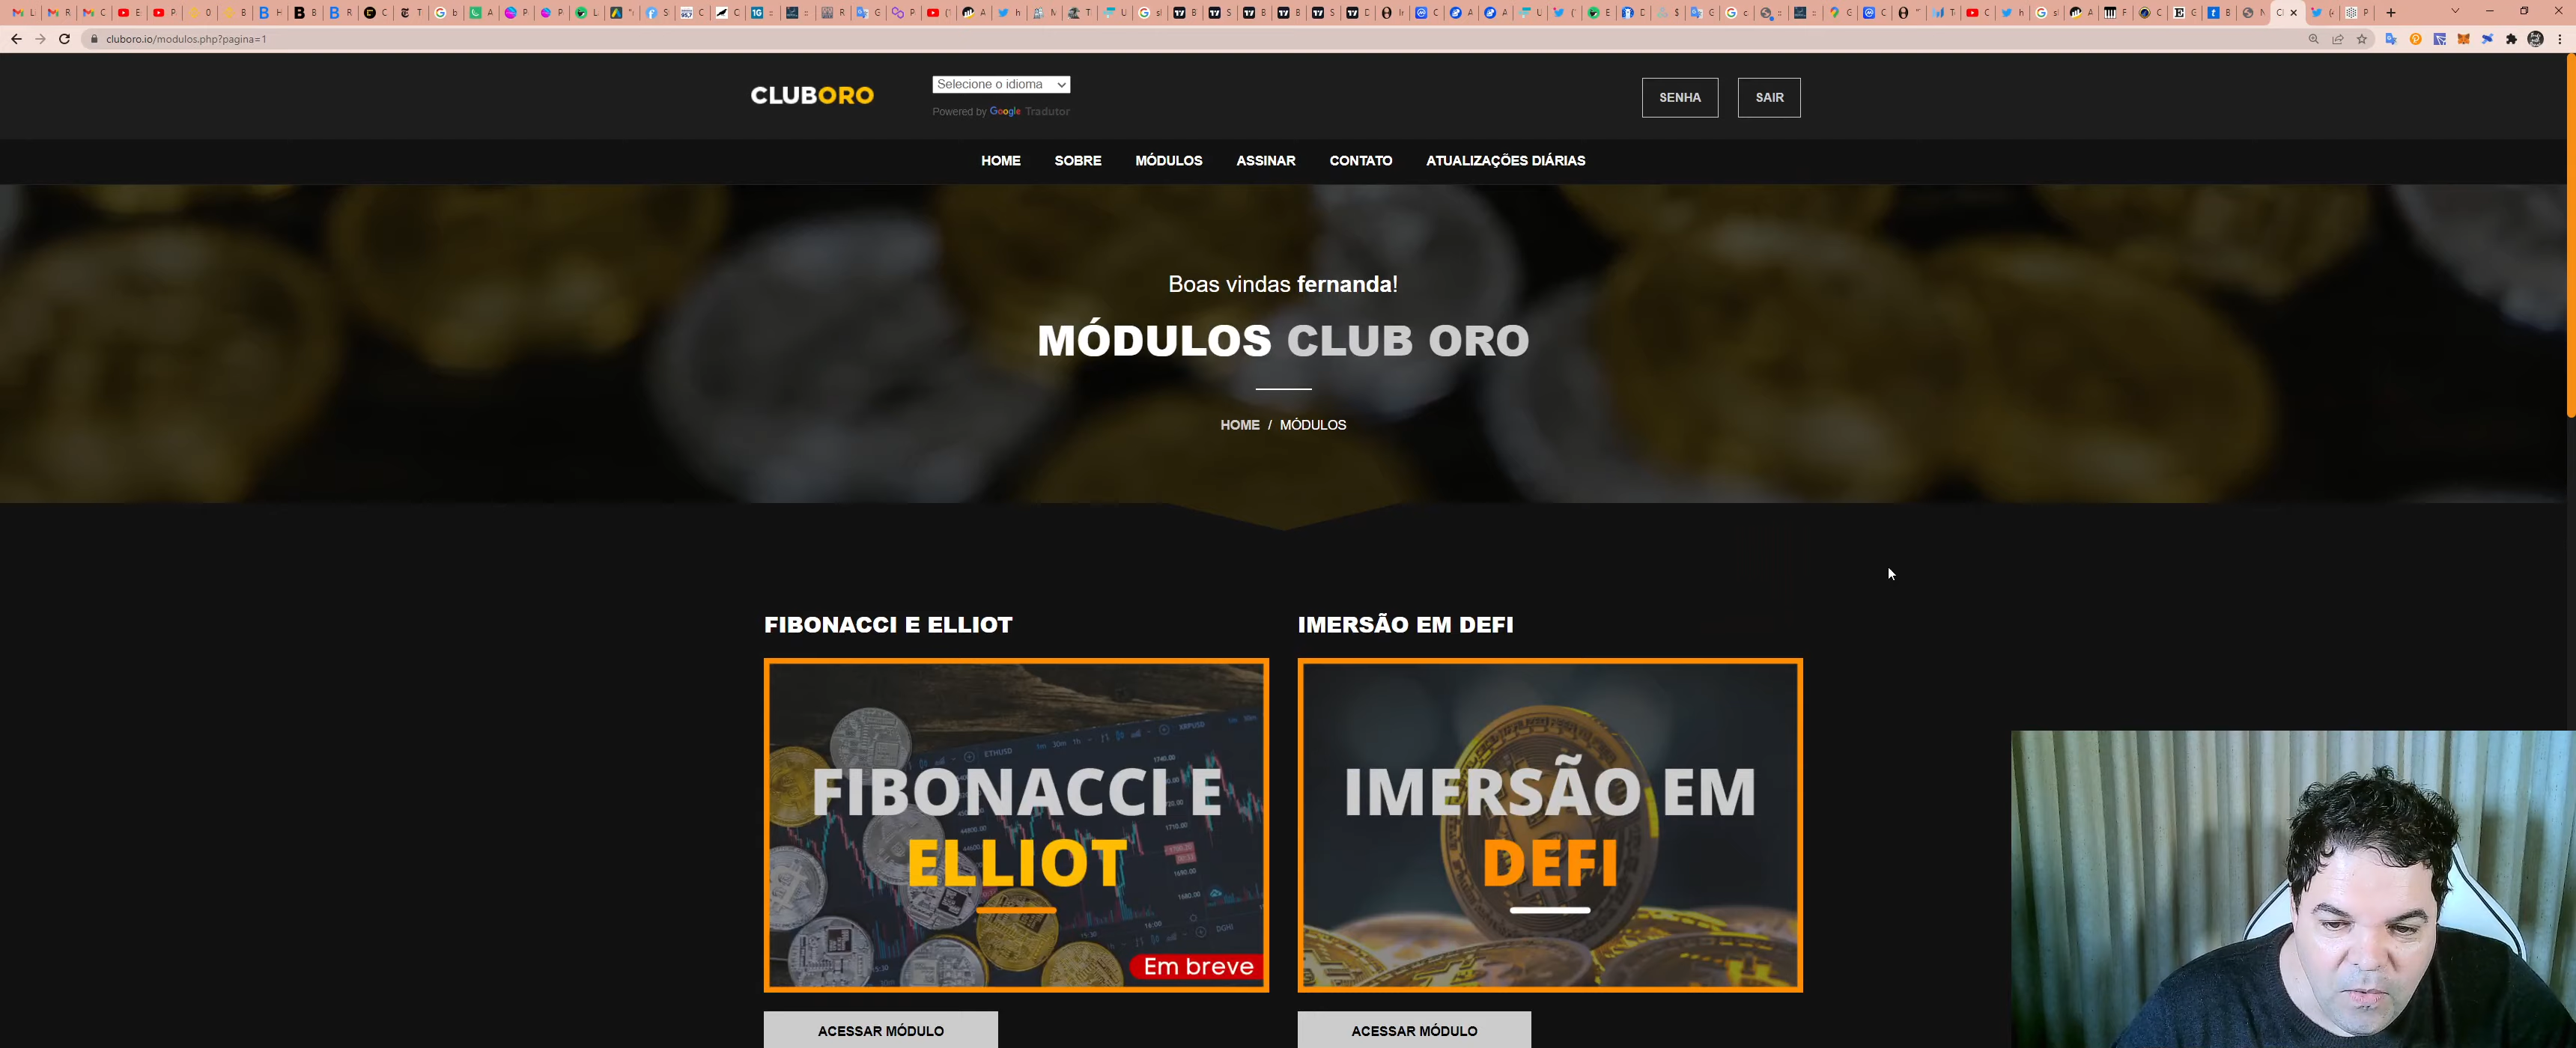 cluboro.io/modulos.php?pagina=1
CLUBORO
Selecione o idioma
Powered by Google Tradutor
SENHA
SAIR
HOME
SOBRE
MÓDULOS
ASSINAR
CONTATO
ATUALIZAÇÕES DIÁRIAS
Boas vindas fernanda!
MÓDULOS CLUB ORO
HOME / MÓDULOS
FIBONACCI E ELLIOT
IMERSÃO EM DEFI
ETHUSD
XRPUSD
FIBONACCI E
ELLIOT
Em breve
IMERSÃO EM
DEFI
ACESSAR MÓDULO
ACESSAR MÓDULO